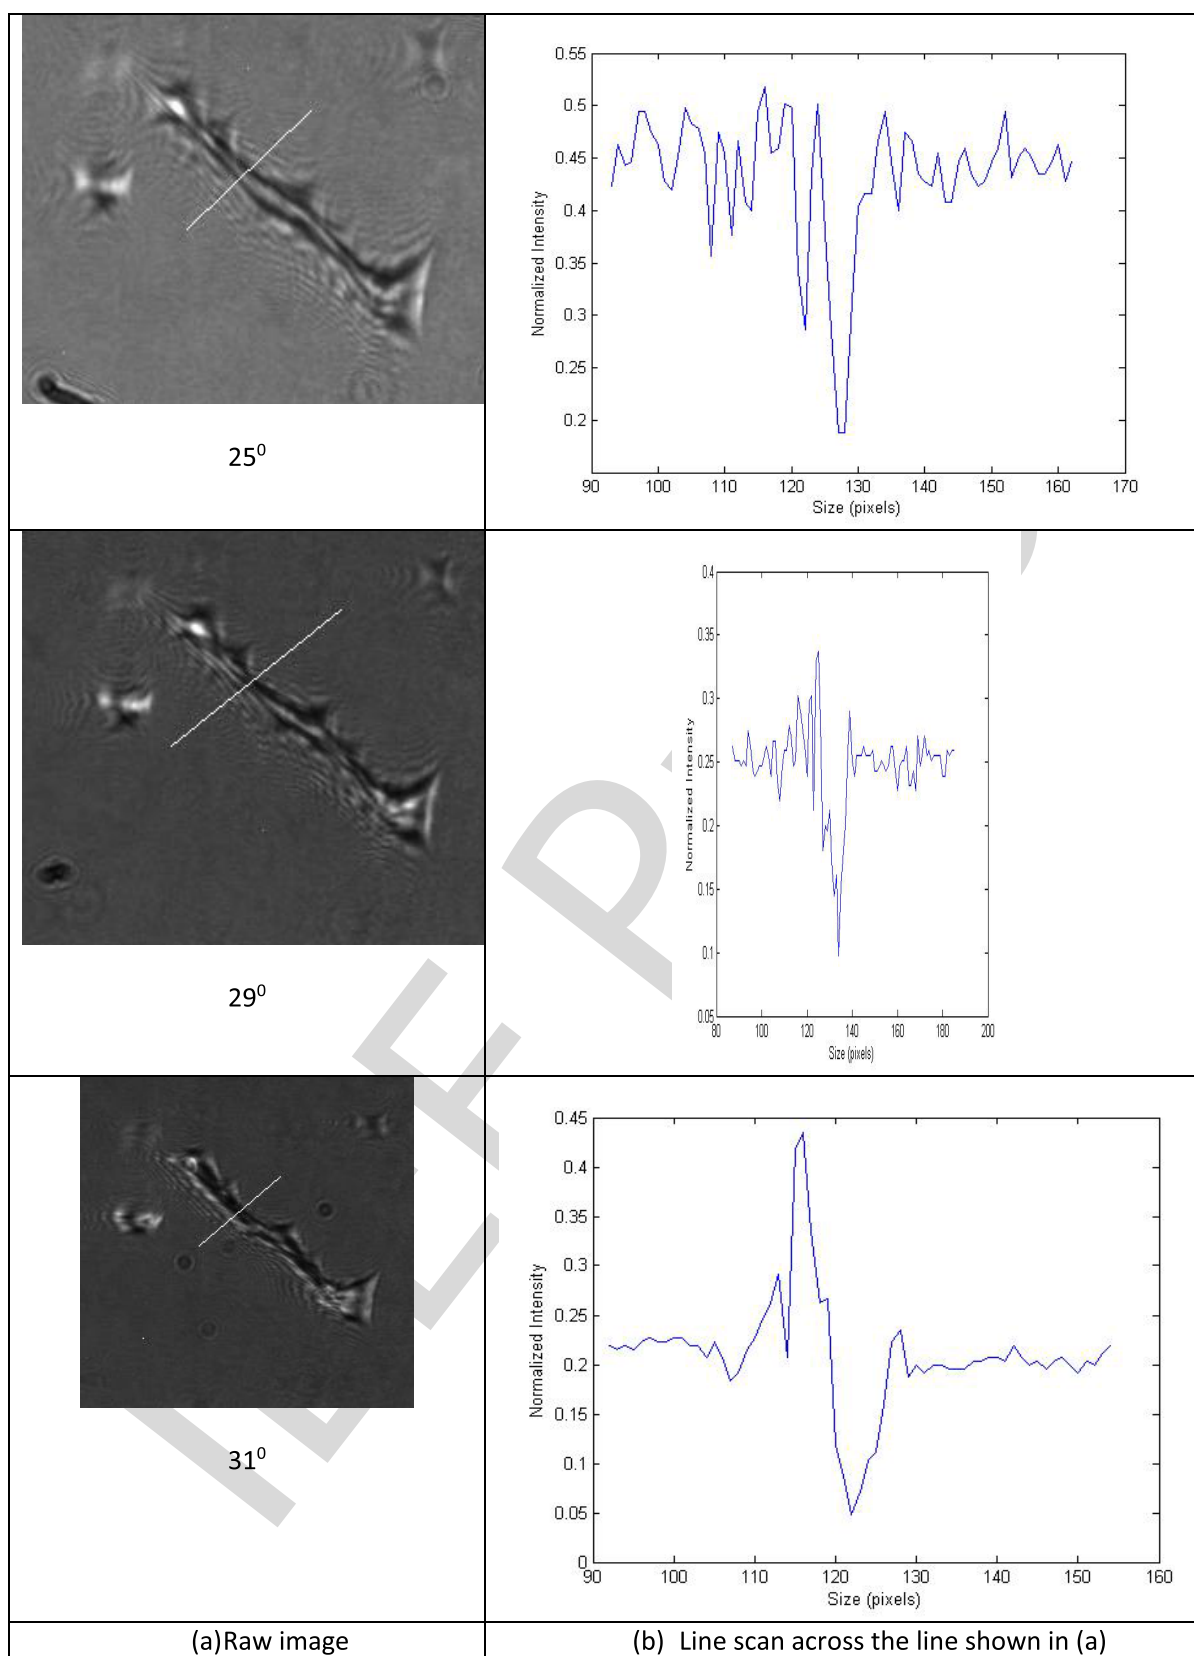 0.55
0.5
0.45
0.4
0.35
0.3
0.25
0.2
Normalized Intensity
90 100 110 120 130 140 150 160 170
Size (pixels)
25⁰
0.4
0.35
0.3
0.25
0.2
0.15
0.1
0.05
Normalized Intensity
80 100 120 140 160 180 200
Size (pixels)
29⁰
0.45
0.4
0.35
0.3
0.25
0.2
0.15
0.1
0.05
0
Normalized Intensity
90 100 110 120 130 140 150 160
Size (pixels)
31⁰
(a)Raw image
(b) Line scan across the line shown in (a)